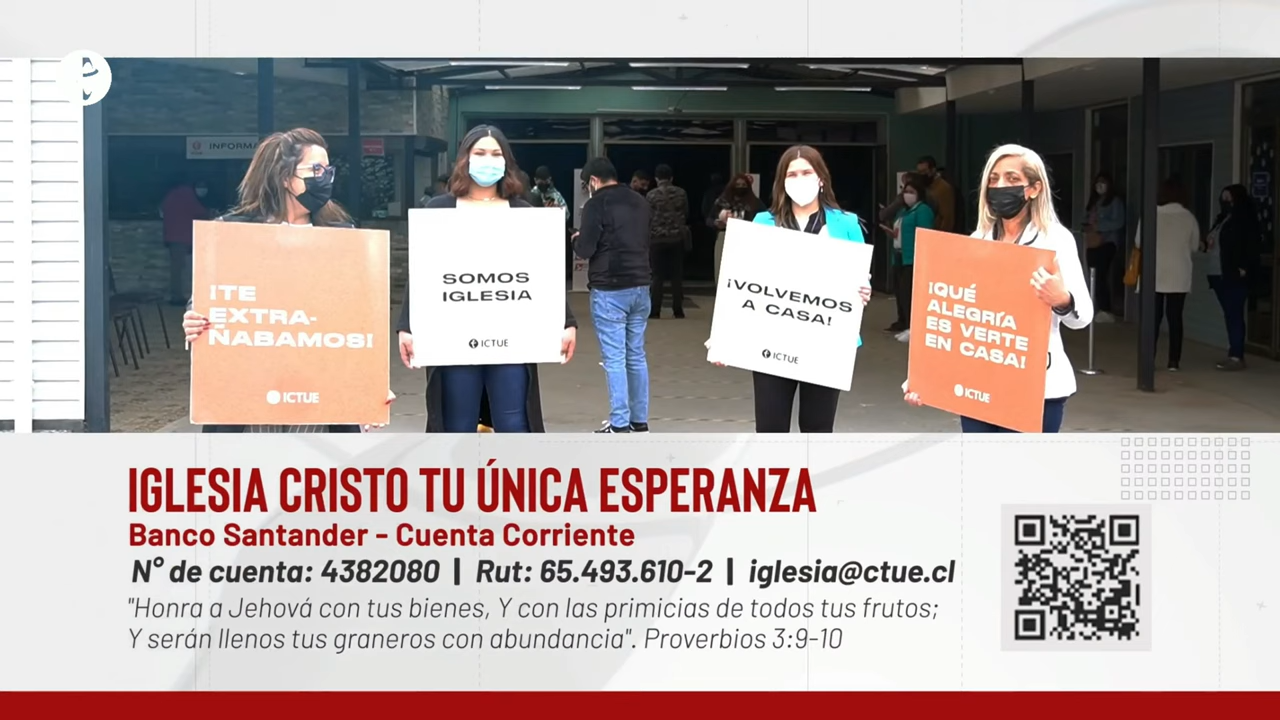 INFORMA
¡TE
EXTRA-
ÑABAMOS!
ICTUE
SOMOS
IGLESIA
ICTUE
¡VOLVEMOS
A CASA!
ICTUE
¡QUÉ
ALEGRÍA
ES VERTE
EN CASA!
ICTUE
IGLESIA CRISTO TU ÚNICA ESPERANZA
Banco Santander - Cuenta Corriente
N° de cuenta: 4382080 | Rut: 65.493.610-2 | iglesia@ctue.cl
"Honra a Jehová con tus bienes, Y con las primicias de todos tus frutos;
Y serán llenos tus graneros con abundancia". Proverbios 3:9-10